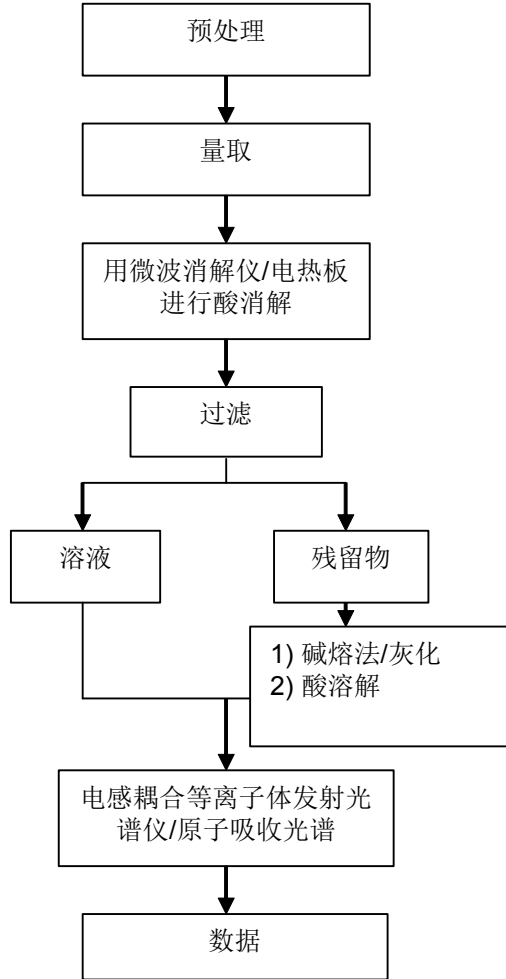 预处理
量取
用微波消解仪/电热板
进行酸消解
过滤
溶液
残留物
1) 碱熔法/灰化
2) 酸溶解
电感耦合等离子体发射光
谱仪/原子吸收光谱
数据